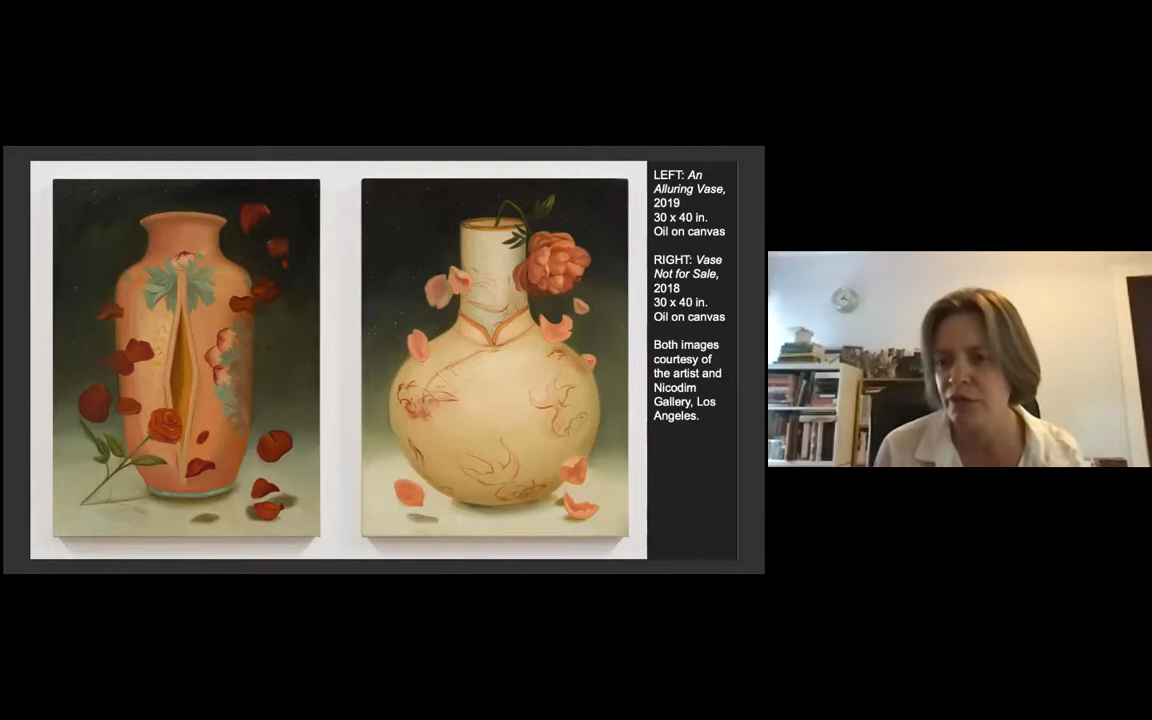 LEFT: An
Alluring Vase,
2019
30 x 40 in.
Oil on canvas
RIGHT: Vase
Not for Sale,
2018
30 x 40 in.
Oil on canvas
Both images
courtesy of
the artist and
Nicodim
Gallery, Los
Angeles.